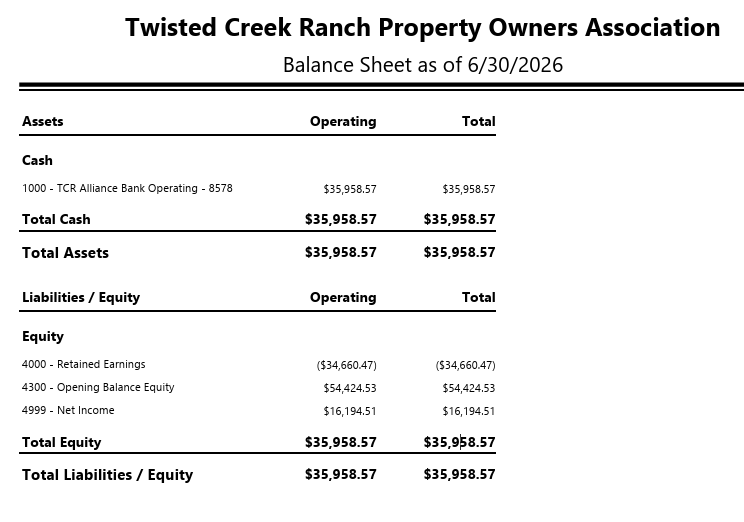 Twisted Creek Ranch Property Owners Association
Balance Sheet as of 6/30/2026
Assets Operating Total
Cash
1000 - TCR Alliance Bank Operating - 8578 $35,958.57 $35,958.57
Total Cash $35,958.57 $35,958.57
Total Assets $35,958.57 $35,958.57
Liabilities / Equity Operating Total
Equity
4000 - Retained Earnings ($34,660.47) ($34,660.47)
4300 - Opening Balance Equity $54,424.53 $54,424.53
4999 - Net Income $16,194.51 $16,194.51
Total Equity $35,958.57 $35,958.57
Total Liabilities / Equity $35,958.57 $35,958.57